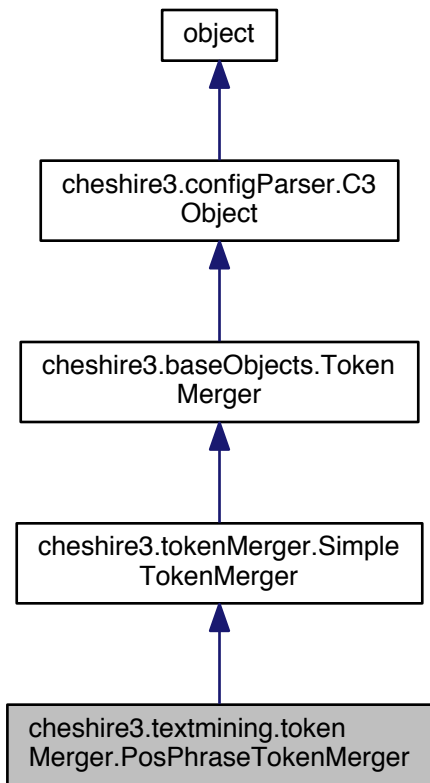 object
cheshire3.configParser.C3
Object
cheshire3.baseObjects.Token
Merger
cheshire3.tokenMerger.Simple
TokenMerger
cheshire3.textmining.token
Merger.PosPhraseTokenMerger